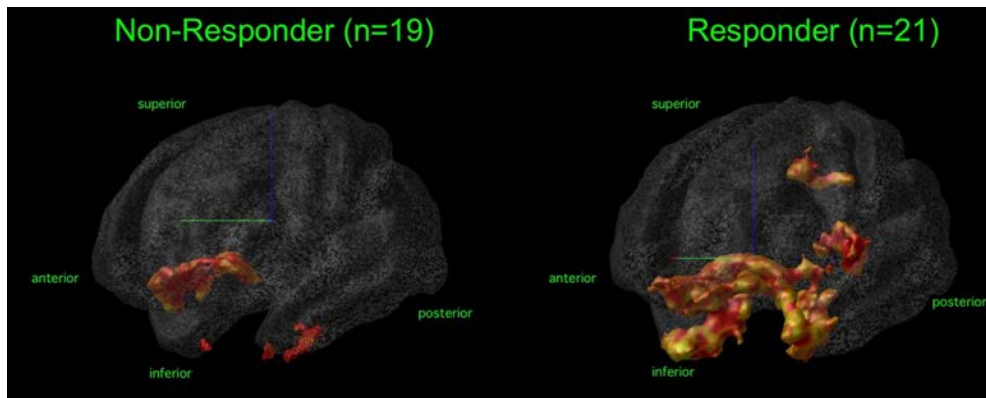 Non-Responder (n=19)
Responder (n=21)
superior
superior
anterior
anterior
posterior
posterior
inferior
inferior